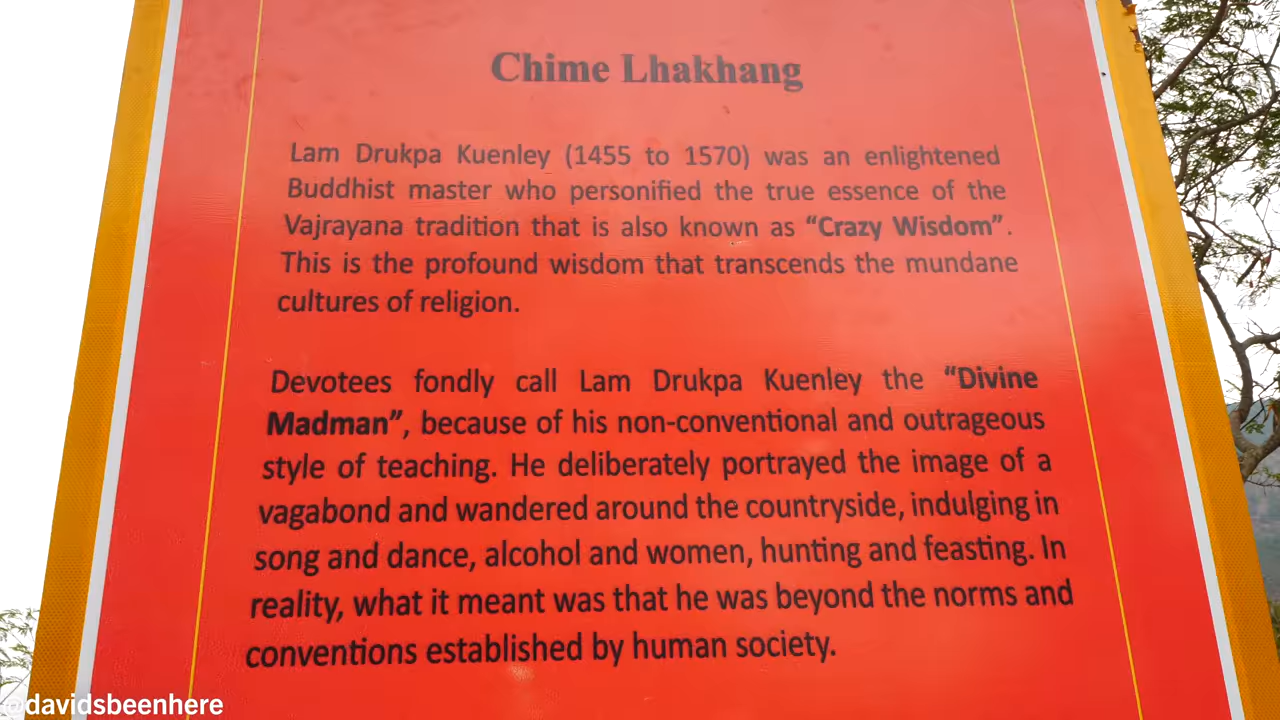 Chime Lhakhang
Lam Drukpa Kuenley (1455 to 1570) was an enlightened
Buddhist master who personified the true essence of the
Vajrayana tradition that is also known as “Crazy Wisdom”.
This is the profound wisdom that transcends the mundane
cultures of religion.
Devotees fondly call Lam Drukpa Kuenley the “Divine
Madman”, because of his non-conventional and outrageous
style of teaching. He deliberately portrayed the image of a
vagabond and wandered around the countryside, indulging in
song and dance, alcohol and women, hunting and feasting. In
reality, what it meant was that he was beyond the norms and
conventions established by human society.
@davidsbeenhere